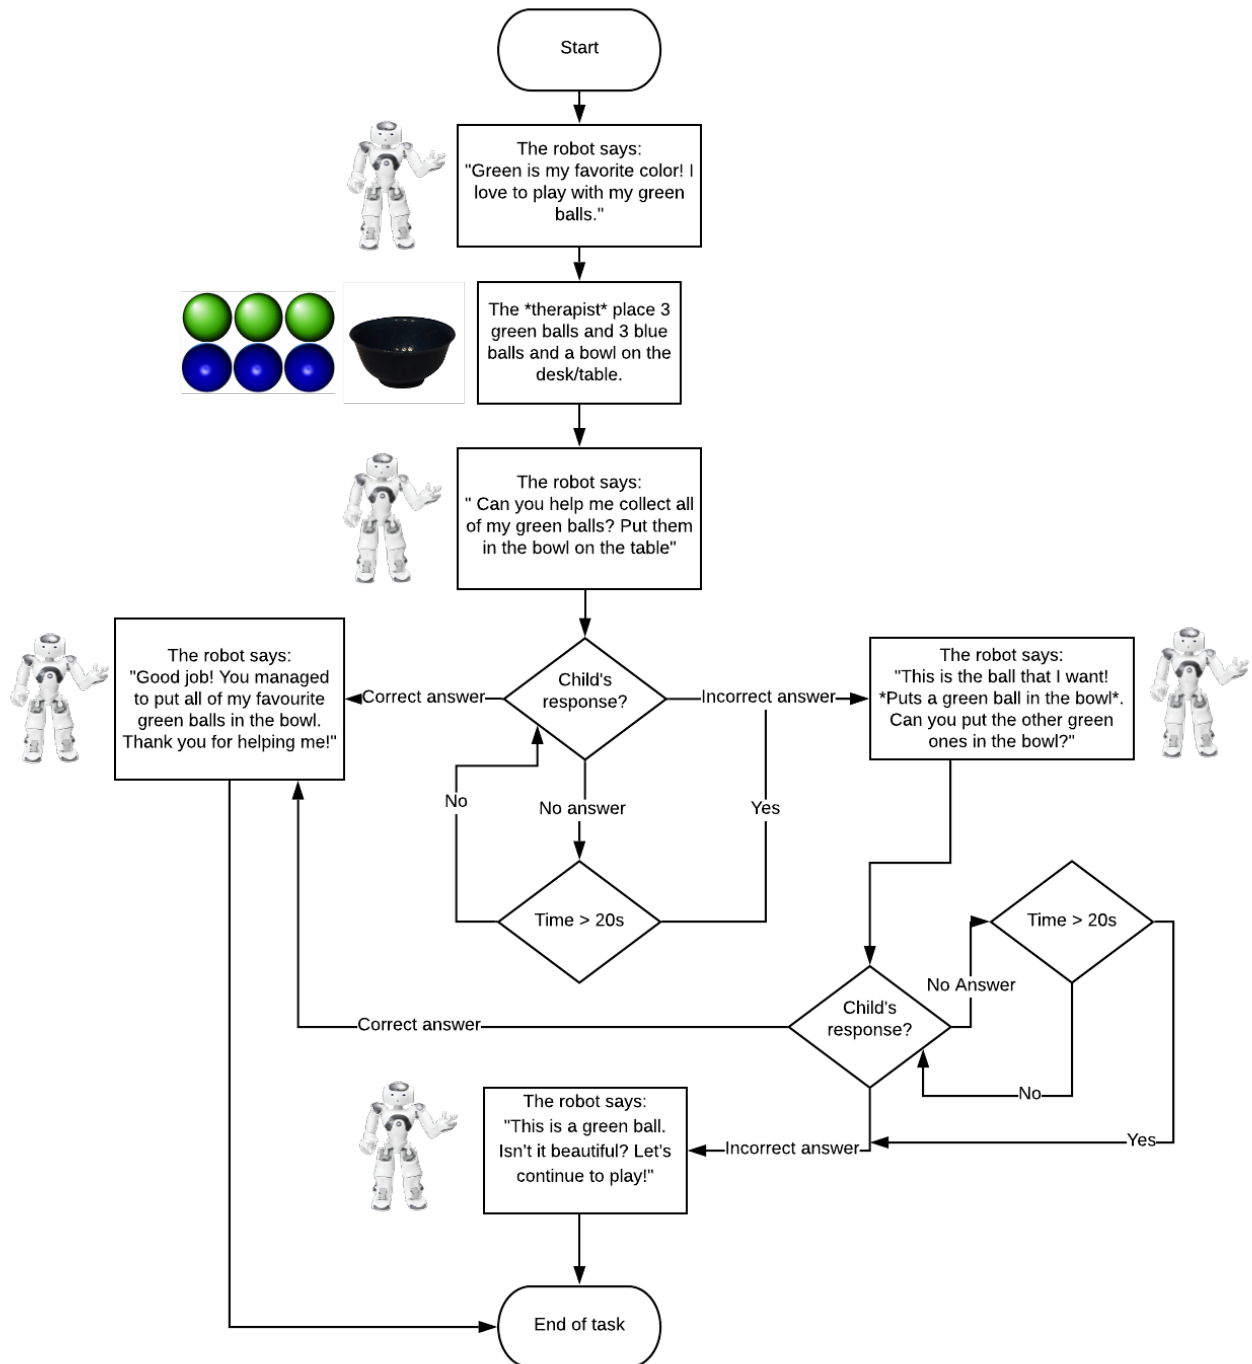 Start
The robot says:
"Green is my favorite color! I
love to play with my green
balls."
The *therapist* place 3
green balls and 3 blue
balls and a bowl on the
desk/table.
The robot says:
" Can you help me collect all
of my green balls? Put them
in the bowl on the table"
Child's
response?
Correct answer
Incorrect answer
The robot says:
"Good job! You managed
to put all of my favourite
green balls in the bowl.
Thank you for helping me!"
The robot says:
"This is the ball that I want!
*Puts a green ball in the bowl*.
Can you put the other green
ones in the bowl?"
No
No answer
Yes
Time > 20s
Time > 20s
No Answer
Child's
response?
Correct answer
No
Yes
Incorrect answer
The robot says:
"This is a green ball.
Isn't it beautiful? Let's
continue to play!"
End of task